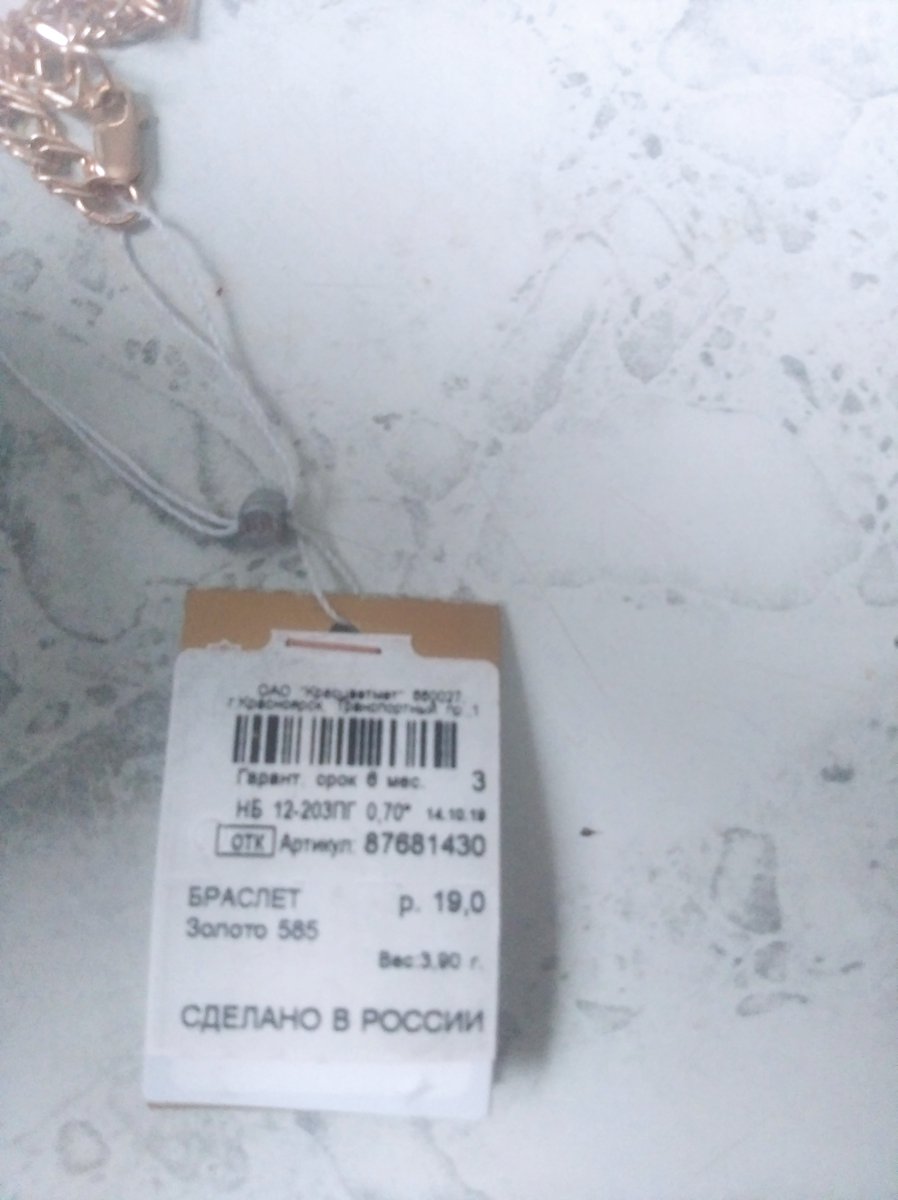 ОАО "Красцветмет" 660027,
г.Красноярск, Транспортный пр.,1
Гарант. срок 6 мес. 3
НБ 12-203ПГ 0,70* 14.10.19
ОТК Артикул: 87681430
БРАСЛЕТ р. 19,0
Золото 585
Вес:3,90 г.
СДЕЛАНО В РОССИИ